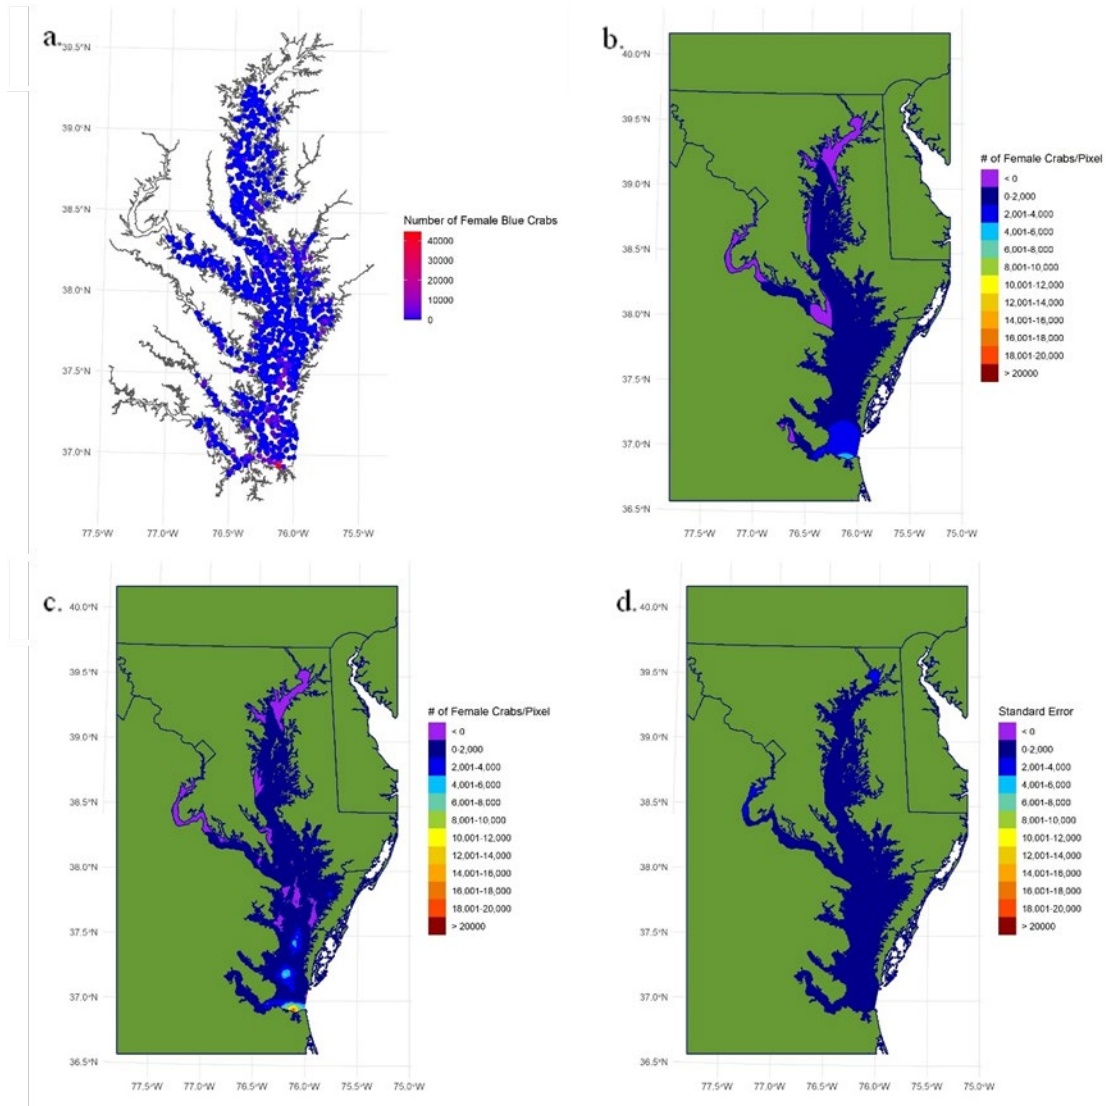 a.
39.5°N
39.0°N
38.5°N
38.0°N
37.5°N
37.0°N
77.5°W 77.0°W 76.5°W 76.0°W 75.5°W
Number of Female Blue Crabs
40000
30000
20000
10000
0
b.
40.0°N
39.5°N
39.0°N
38.5°N
38.0°N
37.5°N
37.0°N
36.5°N
77.5°W 77.0°W 76.5°W 76.0°W 75.5°W 75.0°W
# of Female Crabs/Pixel
< 0
0-2,000
2,001-4,000
4,001-6,000
6,001-8,000
8,001-10,000
10,001-12,000
12,001-14,000
14,001-16,000
16,001-18,000
18,001-20,000
> 20000
c.
40.0°N
39.5°N
39.0°N
38.5°N
38.0°N
37.5°N
37.0°N
36.5°N
77.5°W 77.0°W 76.5°W 76.0°W 75.5°W 75.0°W
# of Female Crabs/Pixel
< 0
0-2,000
2,001-4,000
4,001-6,000
6,001-8,000
8,001-10,000
10,001-12,000
12,001-14,000
14,001-16,000
16,001-18,000
18,001-20,000
> 20000
d.
40.0°N
39.5°N
39.0°N
38.5°N
38.0°N
37.5°N
37.0°N
36.5°N
77.5°W 77.0°W 76.5°W 76.0°W 75.5°W 75.0°W
Standard Error
< 0
0-2,000
2,001-4,000
4,001-6,000
6,001-8,000
8,001-10,000
10,001-12,000
12,001-14,000
14,001-16,000
16,001-18,000
18,001-20,000
> 20000